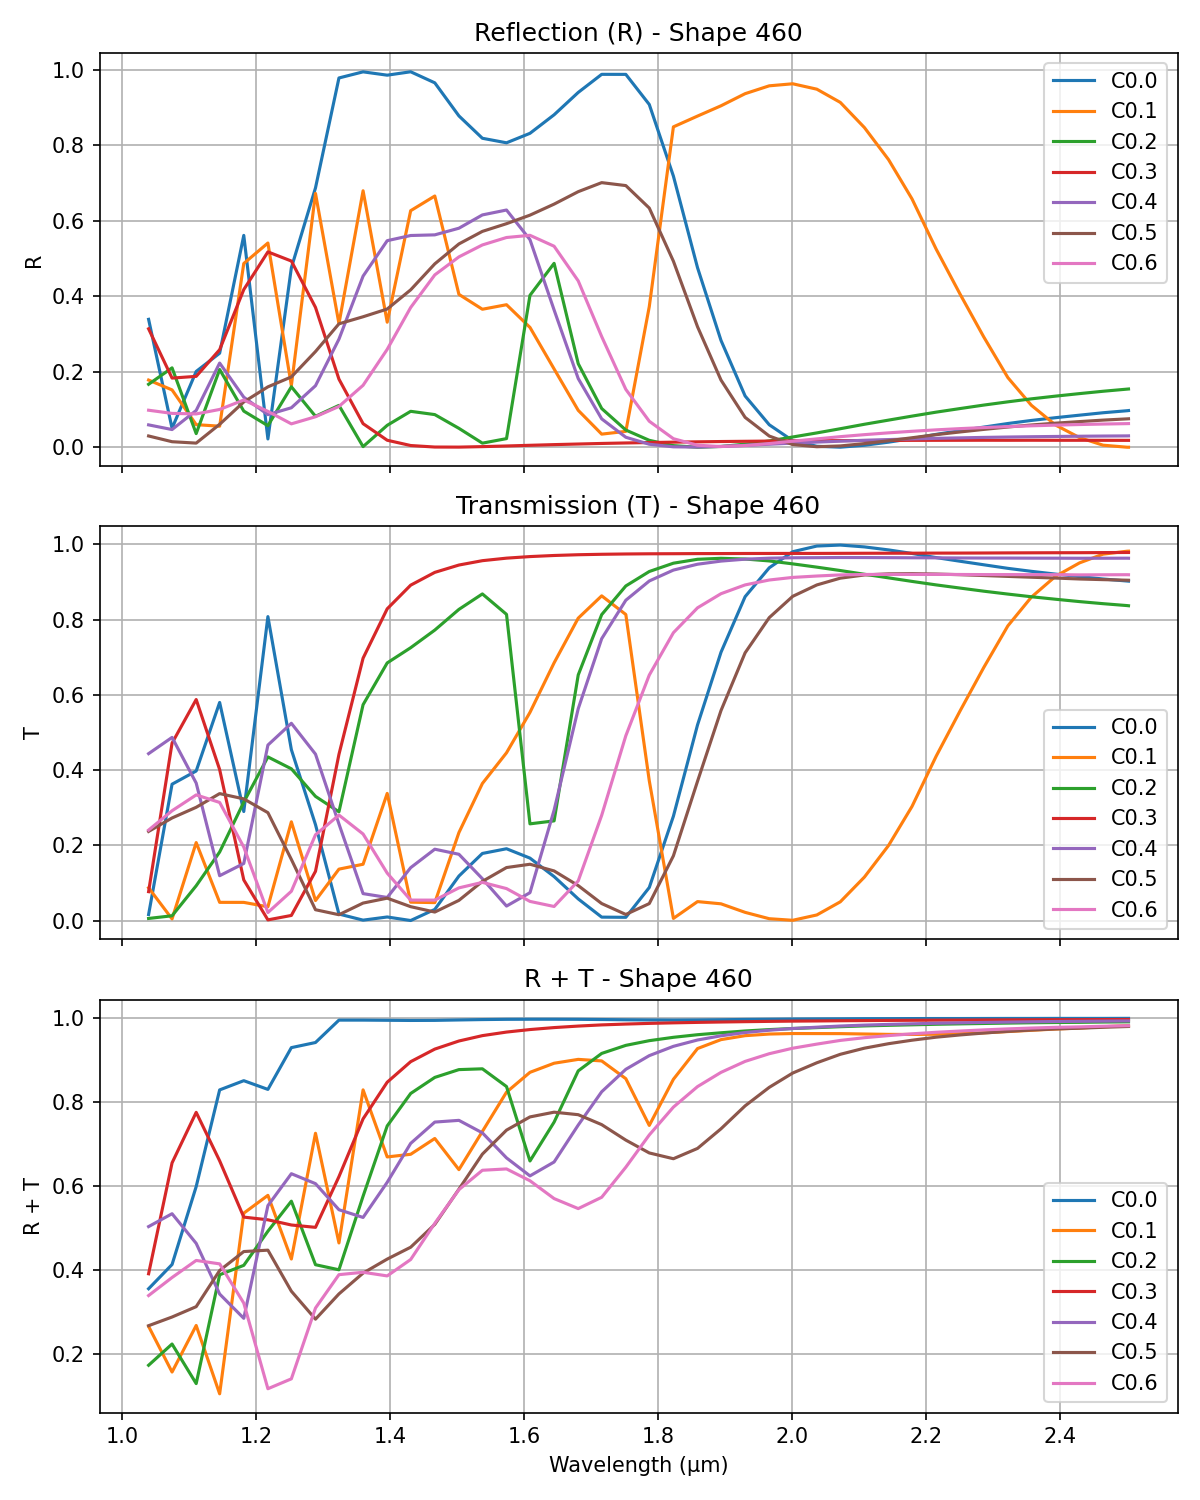 Reflection (R) - Shape 460
1.0
0.8
0.6
0.4
0.2
0.0
R
C0.0
C0.1
C0.2
C0.3
C0.4
C0.5
C0.6
Transmission (T) - Shape 460
1.0
0.8
0.6
0.4
0.2
0.0
T
C0.0
C0.1
C0.2
C0.3
C0.4
C0.5
C0.6
R + T - Shape 460
1.0
0.8
0.6
0.4
0.2
R + T
C0.0
C0.1
C0.2
C0.3
C0.4
C0.5
C0.6
1.0 1.2 1.4 1.6 1.8 2.0 2.2 2.4
Wavelength (μm)